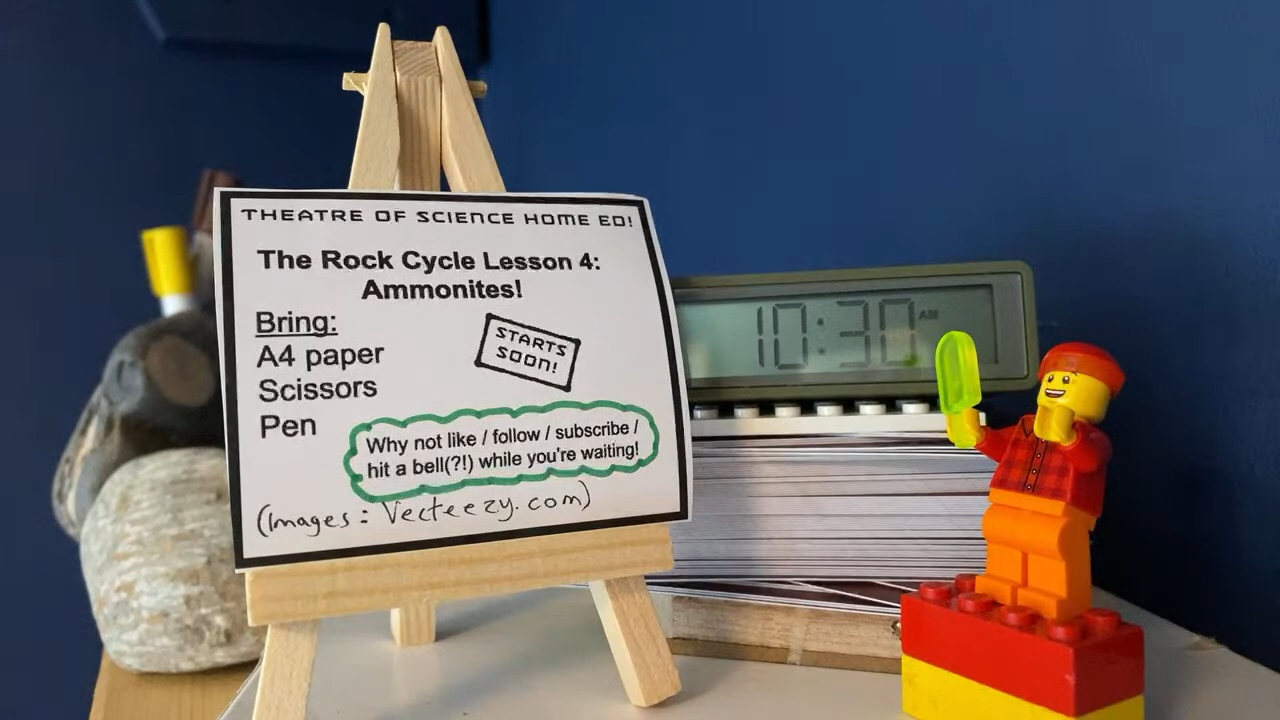 THEATRE OF SCIENCE HOME ED!
The Rock Cycle Lesson 4:
Ammonites!
Bring:
A4 paper
Scissors
Pen
STARTS
SOON!
Why not like / follow / subscribe /
hit a bell(?!) while you're waiting!
(Images: Vecteezy.com)
10:30 AM